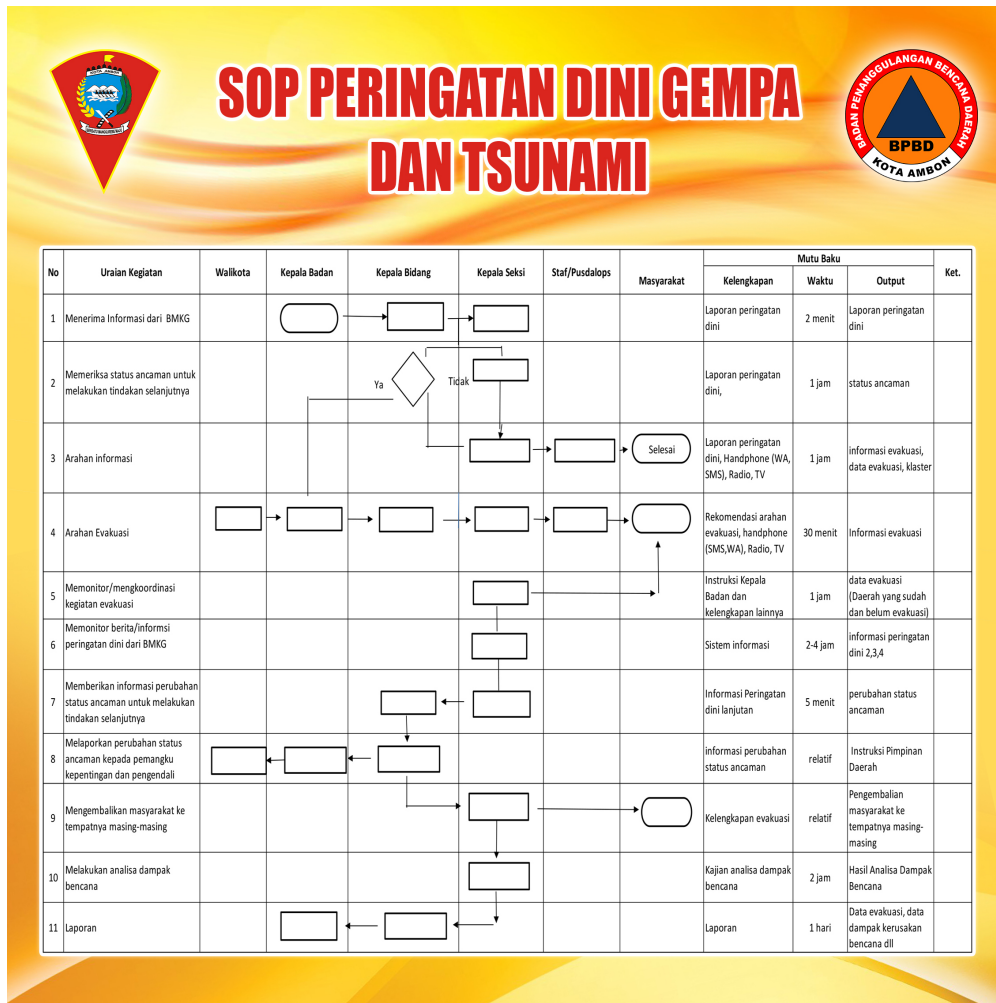 SOP PERINGATAN DINI GEMPA
DAN TSUNAMI
KOTA AMBON
BADAN PENANGGULANGAN BENCANA DAERAH
BPBD
KOTA AMBON
No
Uraian Kegiatan
Walikota
Kepala Badan
Kepala Bidang
Kepala Seksi
Staf/Pusdalops
Masyarakat
Mutu Baku
Kelengkapan
Waktu
Output
Ket.
1
Menerima Informasi dari BMKG
Laporan peringatan
dini
2 menit
Laporan peringatan
dini
2
Memeriksa status ancaman untuk
melakukan tindakan selanjutnya
Ya
Tidak
Laporan peringatan
dini,
1 jam
status ancaman
3
Arahan informasi
Selesai
Laporan peringatan
dini, Handphone (WA,
SMS), Radio, TV
1 jam
informasi evakuasi,
data evakuasi, klaster
4
Arahan Evakuasi
Rekomendasi arahan
evakuasi, handphone
(SMS,WA), Radio, TV
30 menit
Informasi evakuasi
5
Memonitor/mengkoordinasi
kegiatan evakuasi
Instruksi Kepala
Badan dan
kelengkapan lainnya
1 jam
data evakuasi
(Daerah yang sudah
dan belum evakuasi)
6
Memonitor berita/informsi
peringatan dini dari BMKG
Sistem informasi
2-4 jam
informasi peringatan
dini 2,3,4
7
Memberikan informasi perubahan
status ancaman untuk melakukan
tindakan selanjutnya
Informasi Peringatan
dini lanjutan
5 menit
perubahan status
ancaman
8
Melaporkan perubahan status
ancaman kepada pemangku
kepentingan dan pengendali
informasi perubahan
status ancaman
relatif
Instruksi Pimpinan
Daerah
9
Mengembalikan masyarakat ke
tempatnya masing-masing
Kelengkapan evakuasi
relatif
Pengembalian
masyarakat ke
tempatnya masing-
masing
10
Melakukan analisa dampak
bencana
Kajian analisa dampak
bencana
2 jam
Hasil Analisa Dampak
Bencana
11
Laporan
Laporan
1 hari
Data evakuasi, data
dampak kerusakan
bencana dll